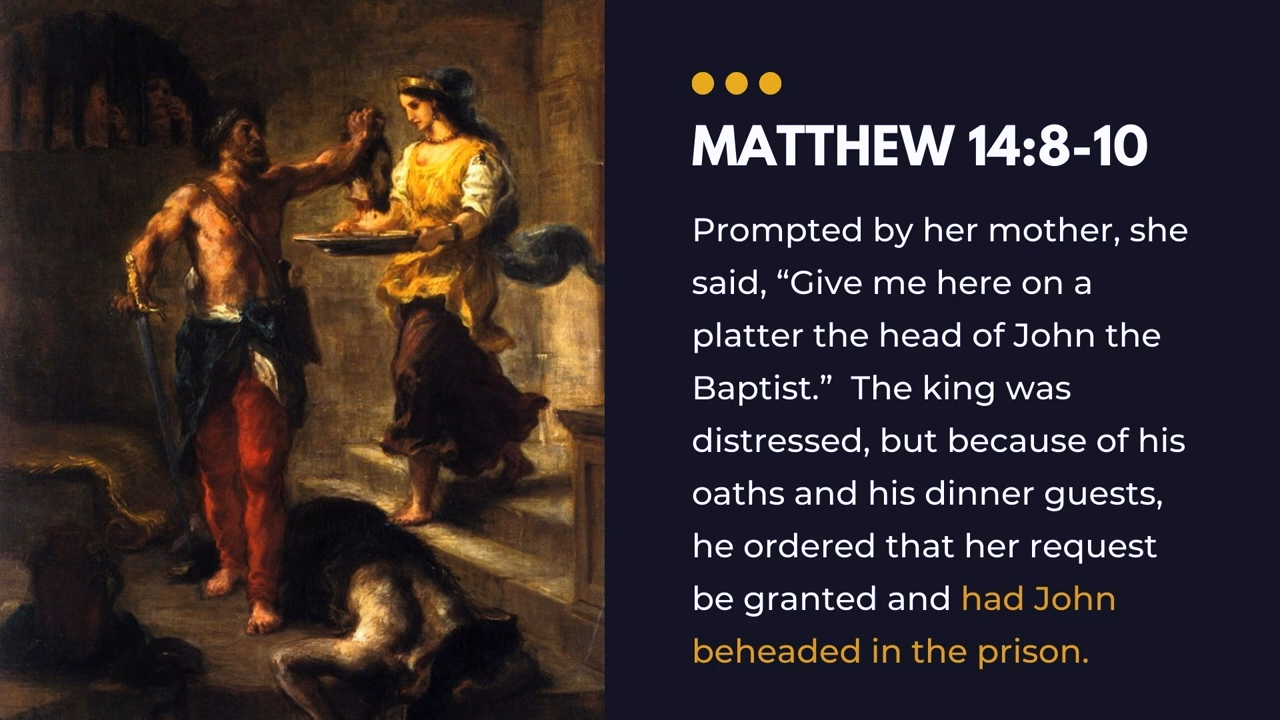 MATTHEW 14:8-10
Prompted by her mother, she
said, “Give me here on a
platter the head of John the
Baptist.”  The king was
distressed, but because of his
oaths and his dinner guests,
he ordered that her request
be granted and had John
beheaded in the prison.